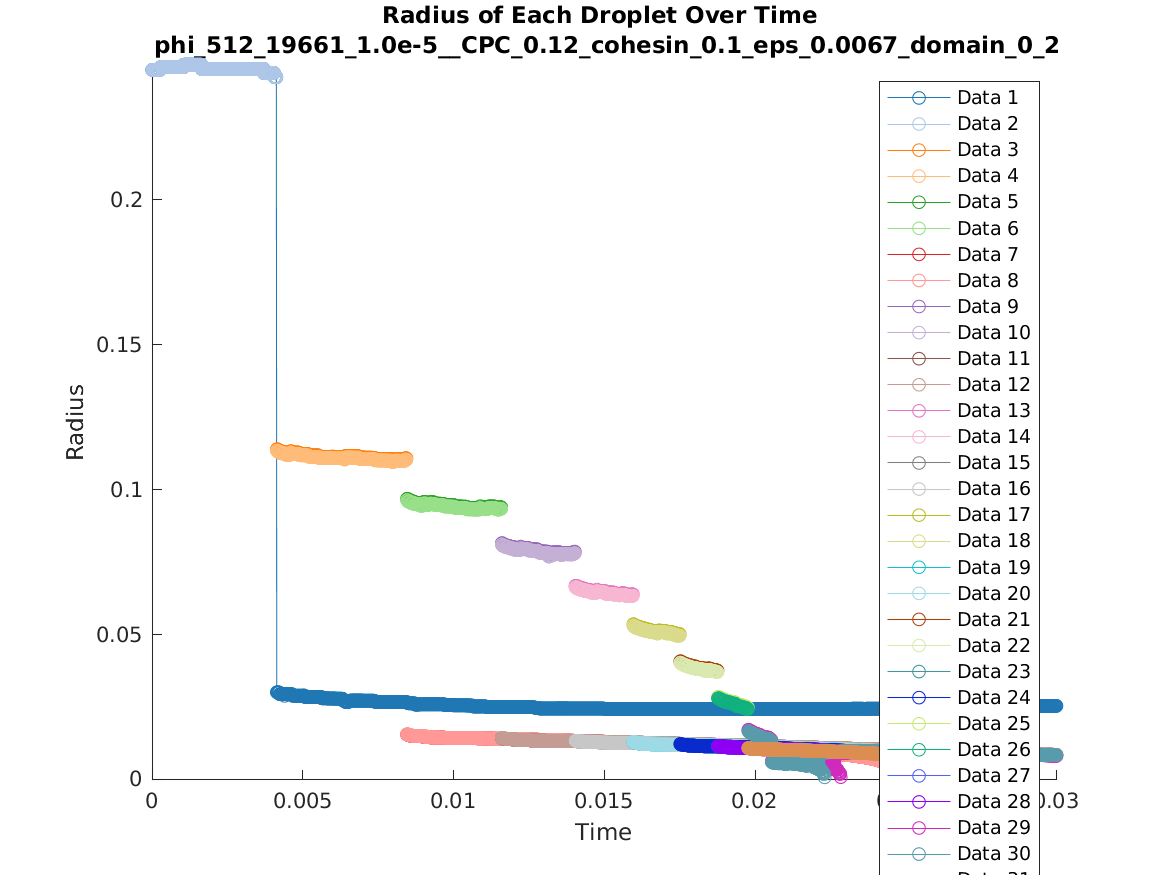 Radius of Each Droplet Over Time
phi_512_19661_1.0e-5__CPC_0.12_cohesin_0.1_eps_0.0067_domain_0_2
Radius
0.2
0.15
0.1
0.05
0
0
0.005
0.01
0.015
0.02
0.03
Time
Data 1
Data 2
Data 3
Data 4
Data 5
Data 6
Data 7
Data 8
Data 9
Data 10
Data 11
Data 12
Data 13
Data 14
Data 15
Data 16
Data 17
Data 18
Data 19
Data 20
Data 21
Data 22
Data 23
Data 24
Data 25
Data 26
Data 27
Data 28
Data 29
Data 30